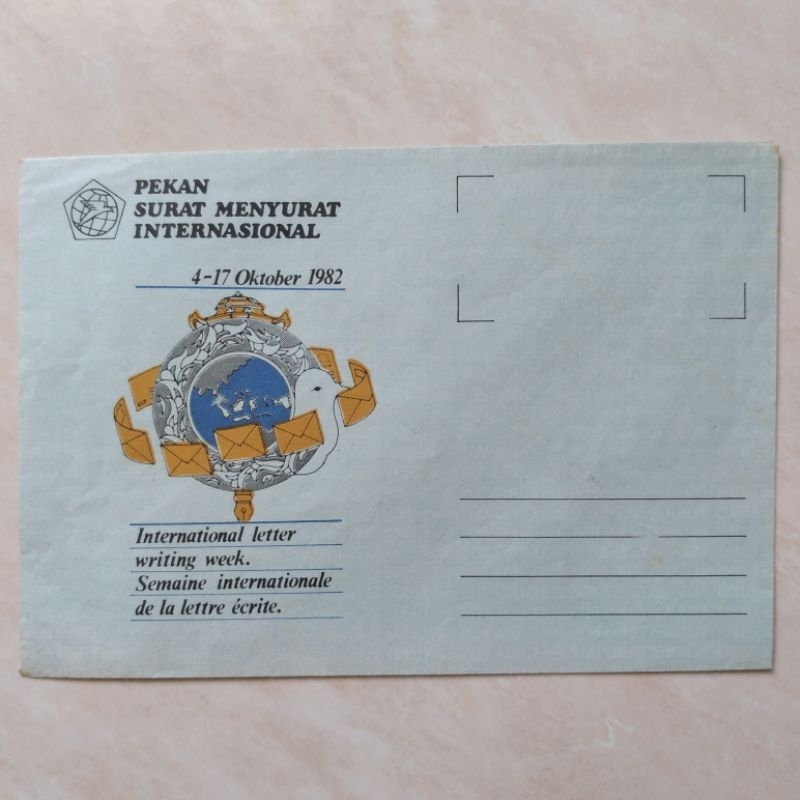 PEKAN
SURAT MENYURAT
INTERNASIONAL
4-17 Oktober 1982
International letter
writing week.
Semaine internationale
de la lettre écrite.